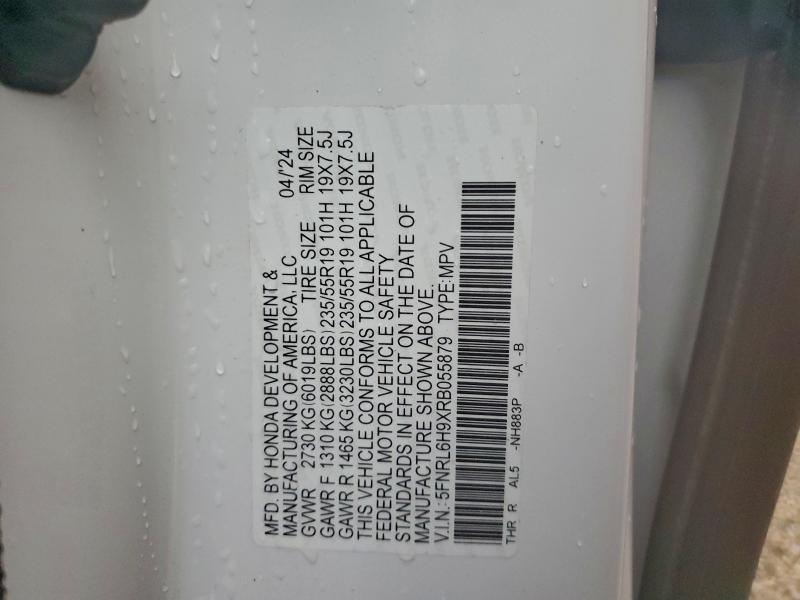 MFD. BY HONDA DEVELOPMENT &
MANUFACTURING OF AMERICA, LLC 04/'24
GVWR 2730 KG(6019LBS) TIRE SIZE RIM SIZE
GAWR F 1310 KG(2888LBS)235/55R19 101H 19X7.5J
GAWR R 1465 KG(3230LBS)235/55R19 101H 19X7.5J
THIS VEHICLE CONFORMS TO ALL APPLICABLE
FEDERAL MOTOR VEHICLE SAFETY
STANDARDS IN EFFECT ON THE DATE OF
MANUFACTURE SHOWN ABOVE.
V.I.N.: 5FNRL6H9XRB055879 TYPE:MPV
THR R AL5 -NH883P -A -B